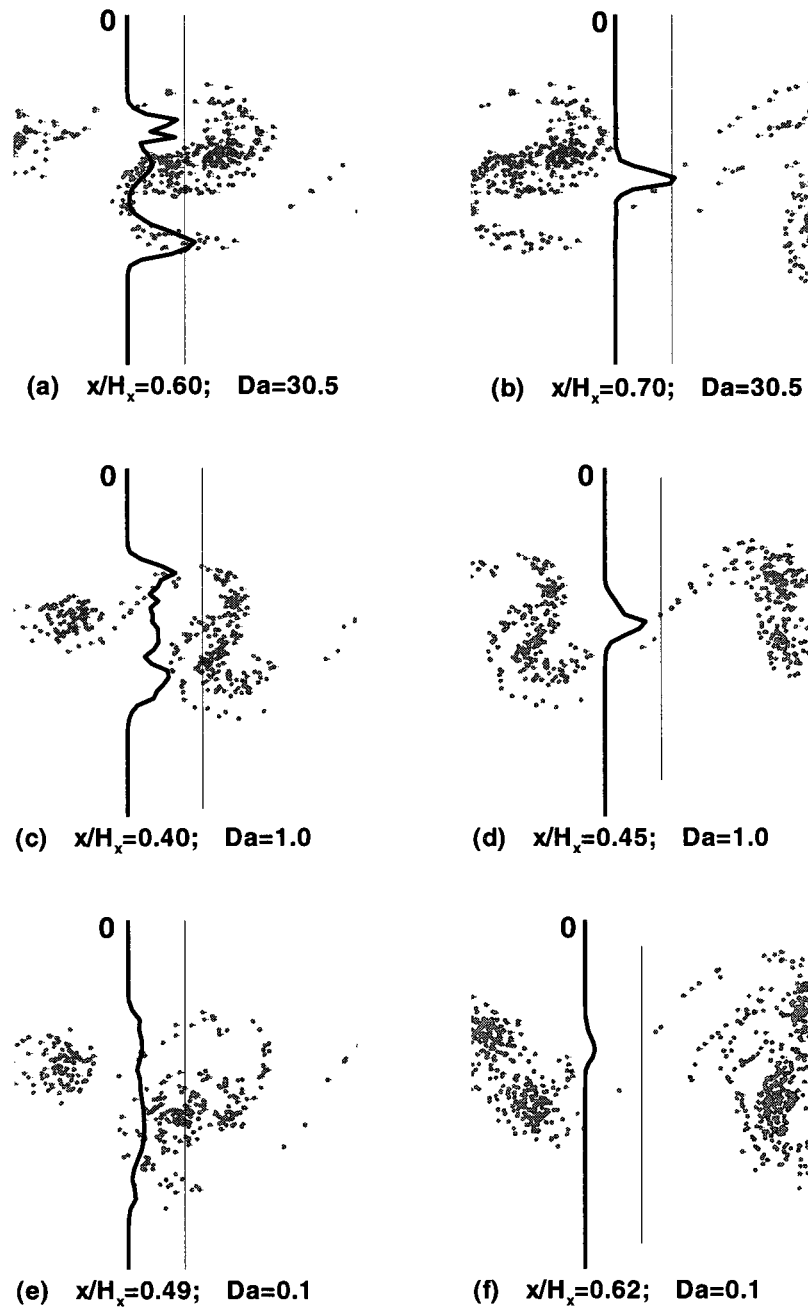 0 0
(a) x/Hx=0.60; Da=30.5 (b) x/Hx=0.70; Da=30.5
0 0
(c) x/Hx=0.40; Da=1.0 (d) x/Hx=0.45; Da=1.0
0 0
(e) x/Hx=0.49; Da=0.1 (f) x/Hx=0.62; Da=0.1